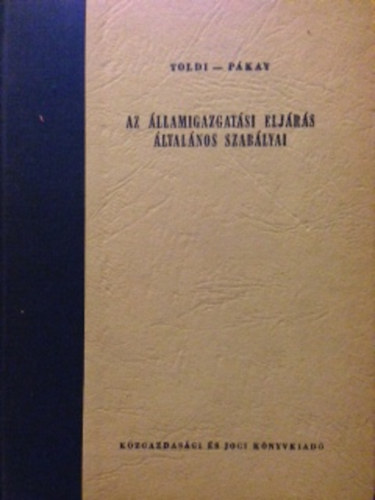 TOLDI — PÁKAY
AZ ÁLLAMIGAZGATÁSI ELJÁRÁS
ÁLTALÁNOS SZABÁLYAI
KÖZGAZDASÁGI ÉS JOGI KÖNYVKIADÓ